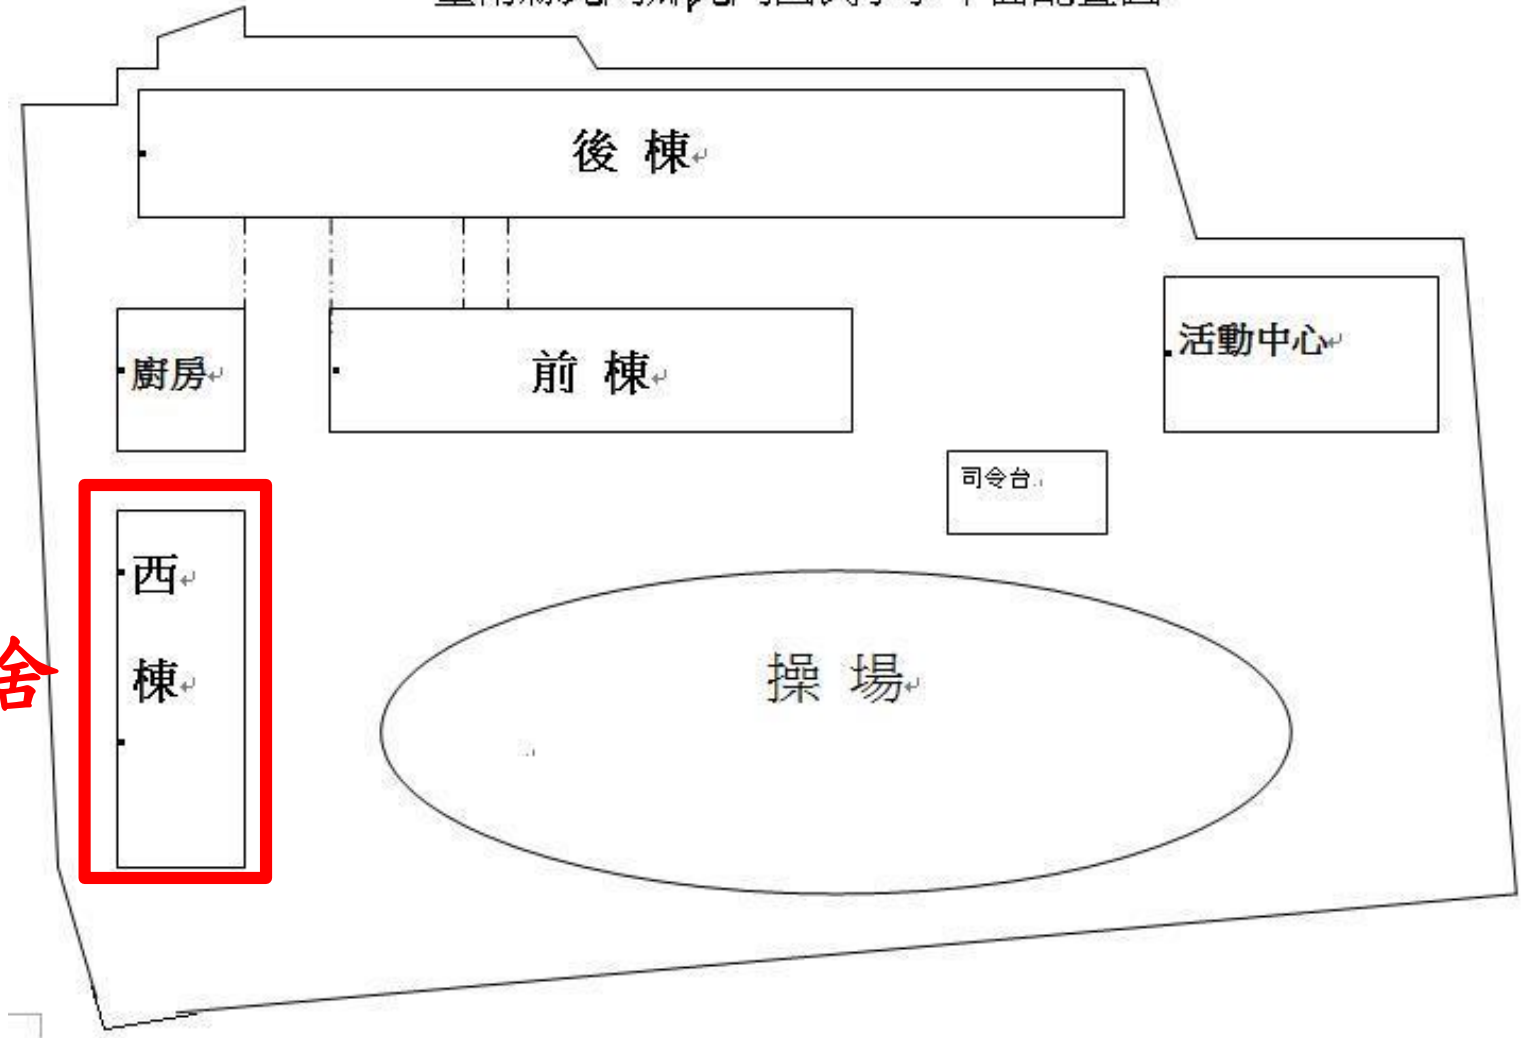 後 棟
廚房
前 棟
活動中心
司令台
西
棟
舍
操 場